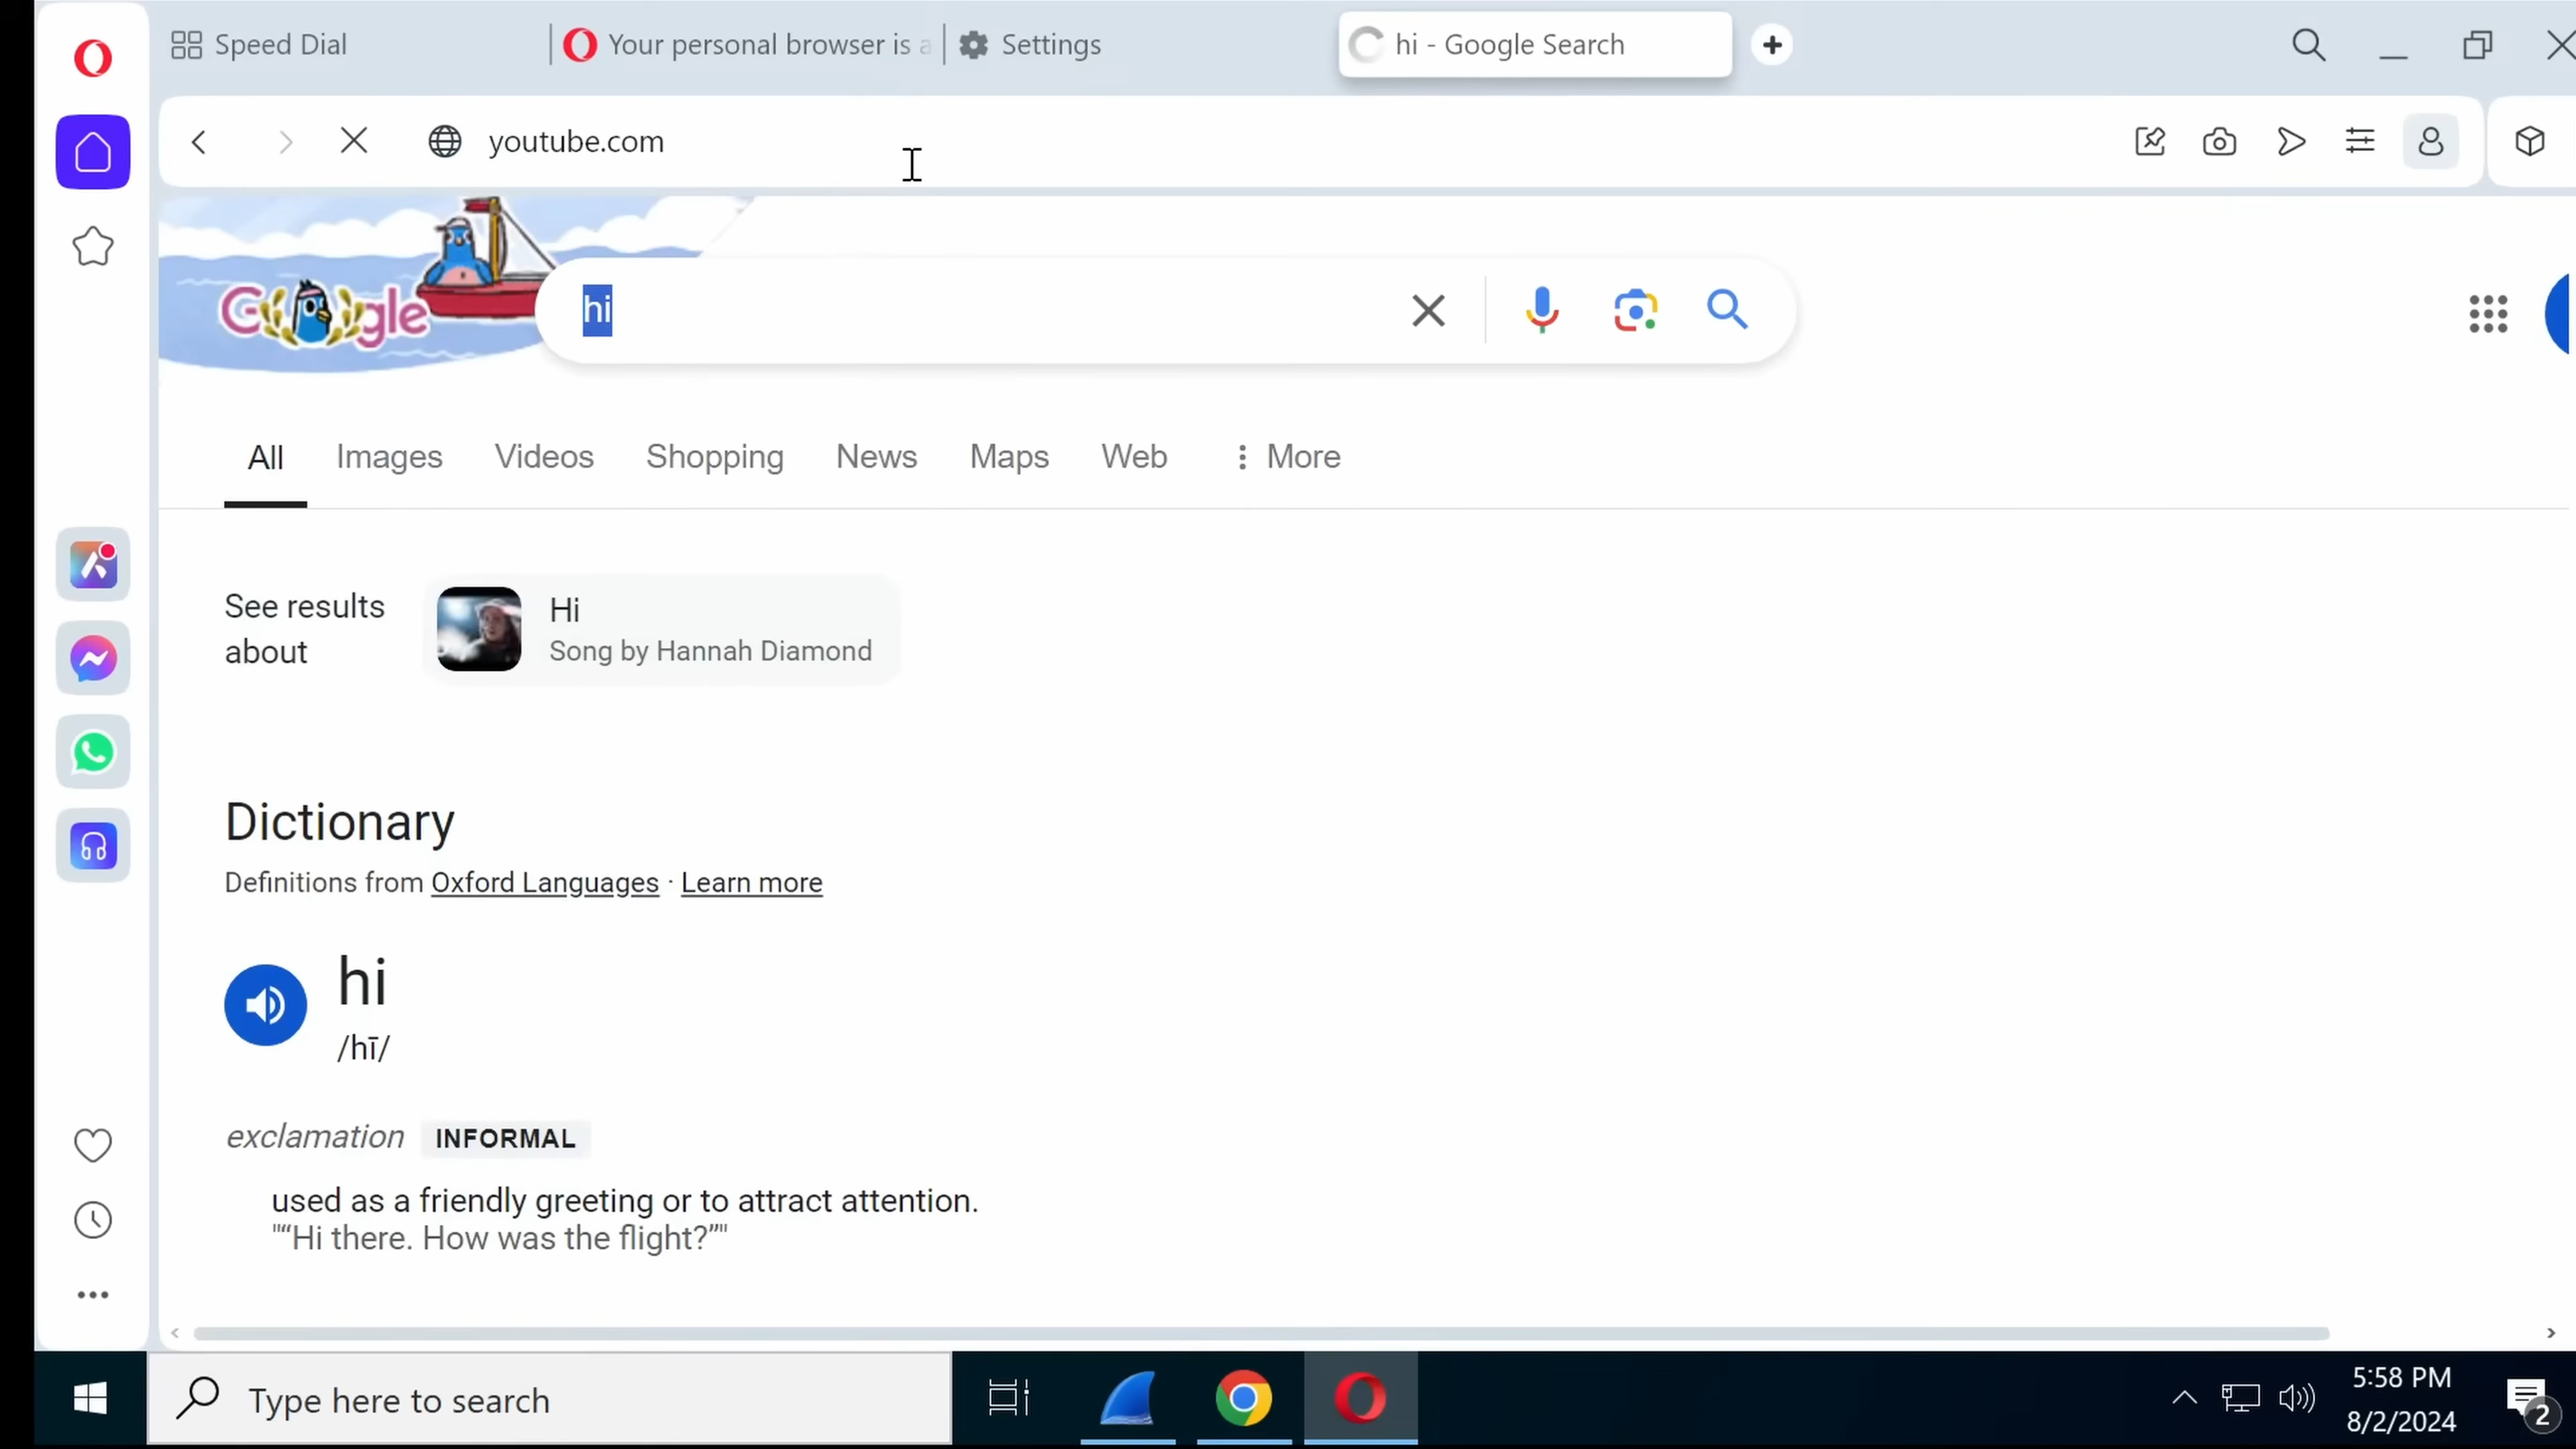 Speed Dial
Your personal browser is a
Settings
hi - Google Search
youtube.com
Google
hi
All
Images
Videos
Shopping
News
Maps
Web
More
See results
about
Hi
Song by Hannah Diamond
Dictionary
Definitions from Oxford Languages · Learn more
hi
/hī/
exclamation INFORMAL
used as a friendly greeting or to attract attention.
"“Hi there. How was the flight?”"
Type here to search
5:58 PM
8/2/2024
2